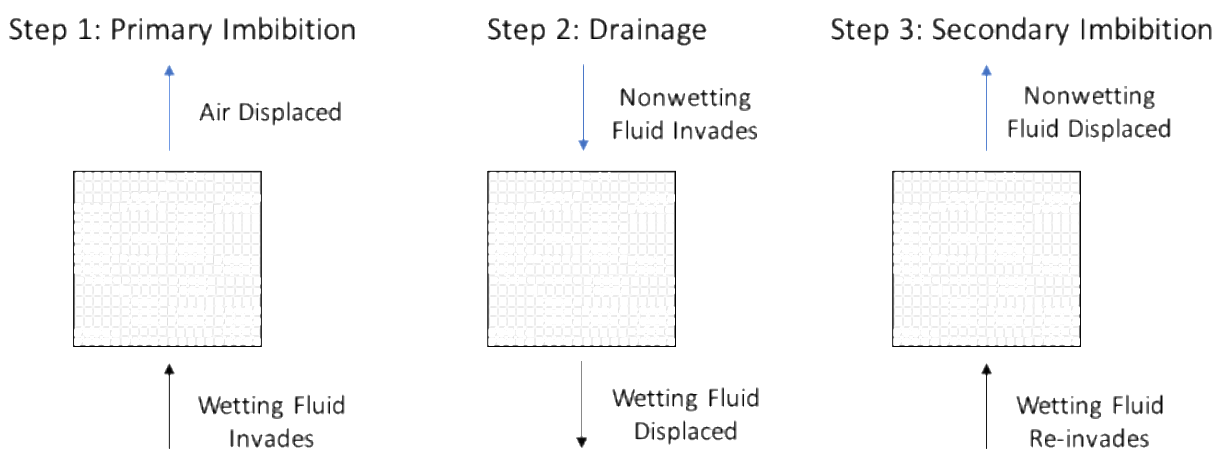 Step 1: Primary Imbibition
Step 2: Drainage
Step 3: Secondary Imbibition
Air Displaced
Nonwetting
Fluid Invades
Nonwetting
Fluid Displaced
Wetting Fluid
Invades
Wetting Fluid
Displaced
Wetting Fluid
Re-invades